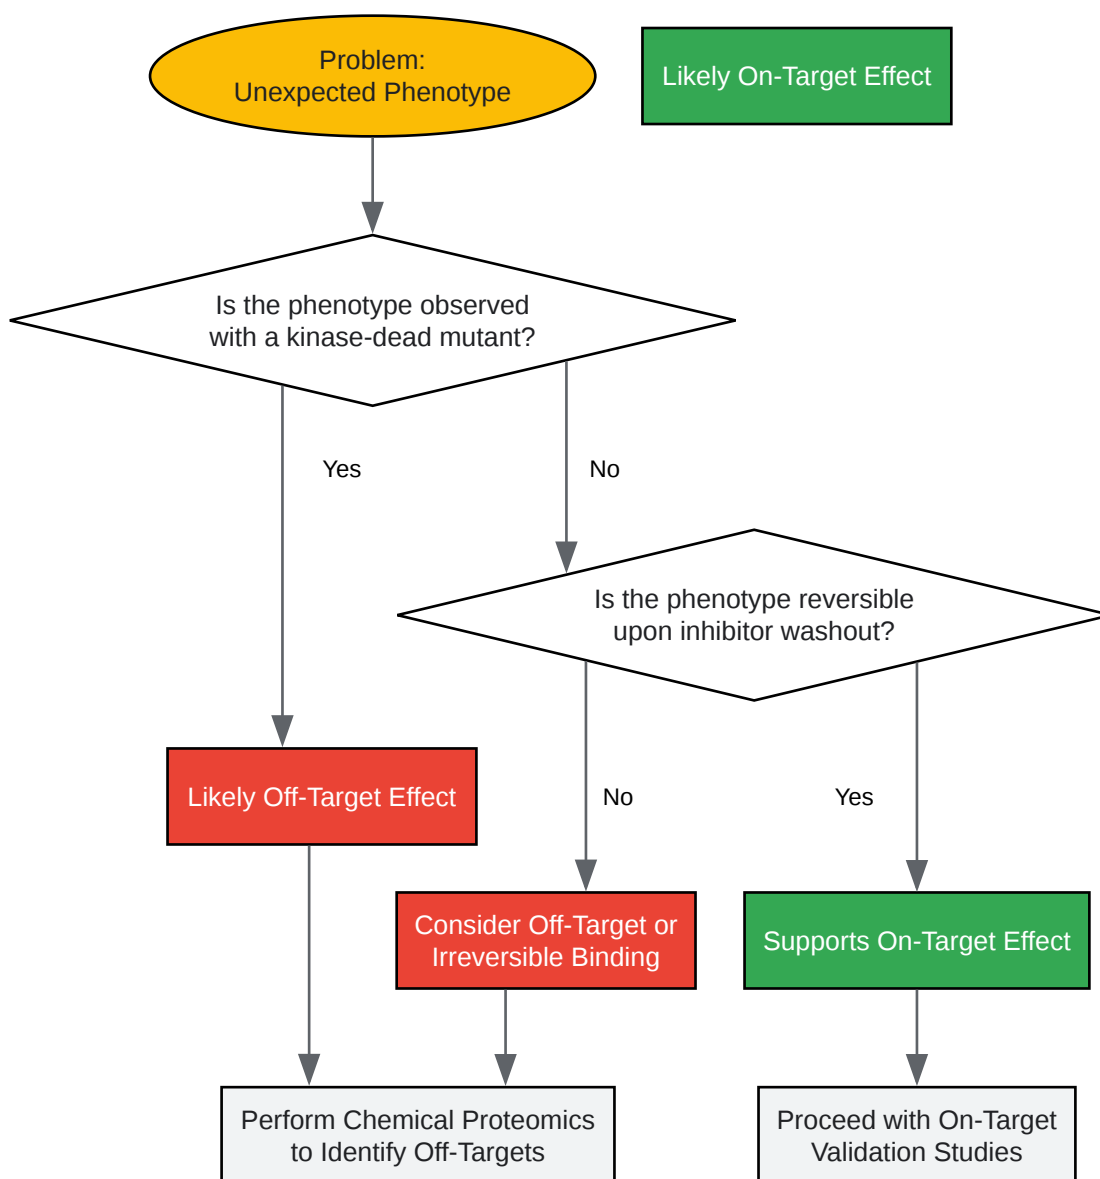 Problem:
Unexpected Phenotype
Likely On-Target Effect
Is the phenotype observed
with a kinase-dead mutant?
Yes
No
Is the phenotype reversible
upon inhibitor washout?
Likely Off-Target Effect
No
Yes
Consider Off-Target or
Irreversible Binding
Supports On-Target Effect
Perform Chemical Proteomics
to Identify Off-Targets
Proceed with On-Target
Validation Studies